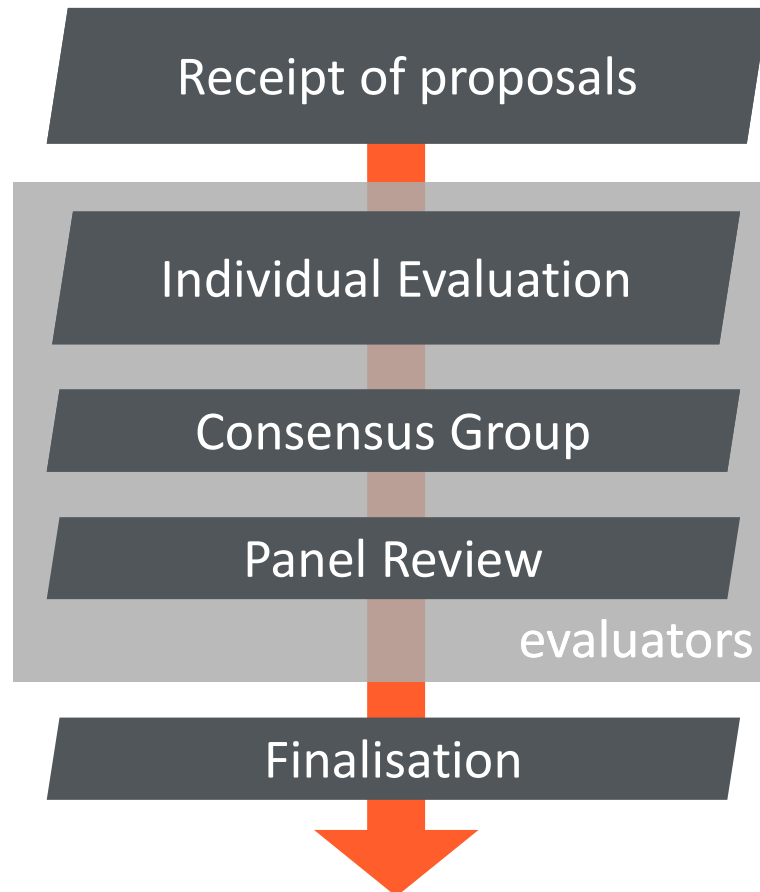 Receipt of proposals
Individual Evaluation
Consensus Group
Panel Review
evaluators
Finalisation